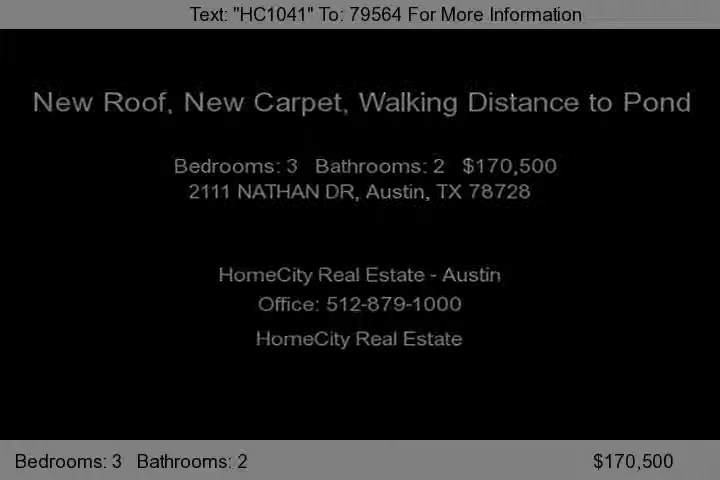 Text: "HC1041" To: 79564 For More Information
New Roof, New Carpet, Walking Distance to Pond
Bedrooms: 3 Bathrooms: 2 $170,500
2111 NATHAN DR, Austin, TX 78728
HomeCity Real Estate - Austin
Office: 512-879-1000
HomeCity Real Estate
Bedrooms: 3 Bathrooms: 2 $170,500